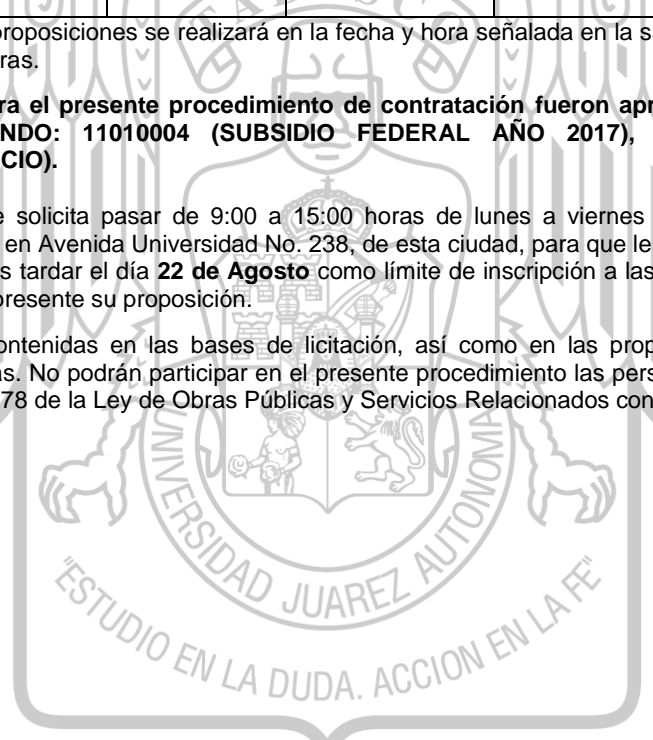 proposiciones se realizará en la fecha y hora señalada en la
ras.
ra el presente procedimiento de contratación fueron
NDO: 11010004 (SUBSIDIO FEDERAL AÑO 2017),
CIO).
e solicita pasar de 9:00 a 15:00 horas de lunes a viernes
en Avenida Universidad No. 238, de esta ciudad, para que le
s tardar el día 22 de Agosto como límite de inscripción a las
presente su proposición.
ontenidas en las bases de licitación, así como en las
as. No podrán participar en el presente procedimiento las
78 de la Ley de Obras Públicas y Servicios Relacionados con
UNIVERSIDAD JUAREZ AUTONOMA
"ESTUDIO EN LA DUDA. ACCION EN LA FE"